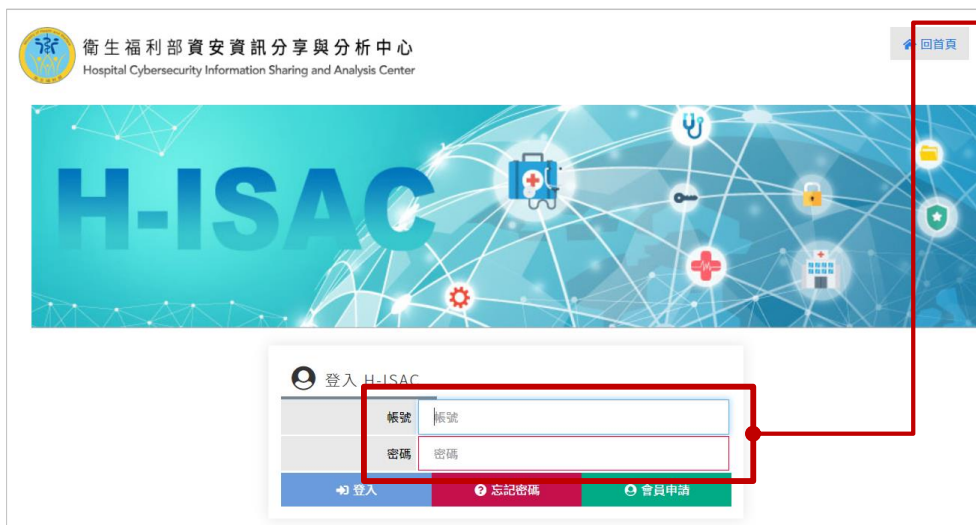 衛生福利部資安資訊分享與分析中心
Hospital Cybersecurity Information Sharing and Analysis Center
回首頁
H-ISAC
登入 H-ISAC
帳號 帳號
密碼 密碼
登入 忘記密碼 會員申請